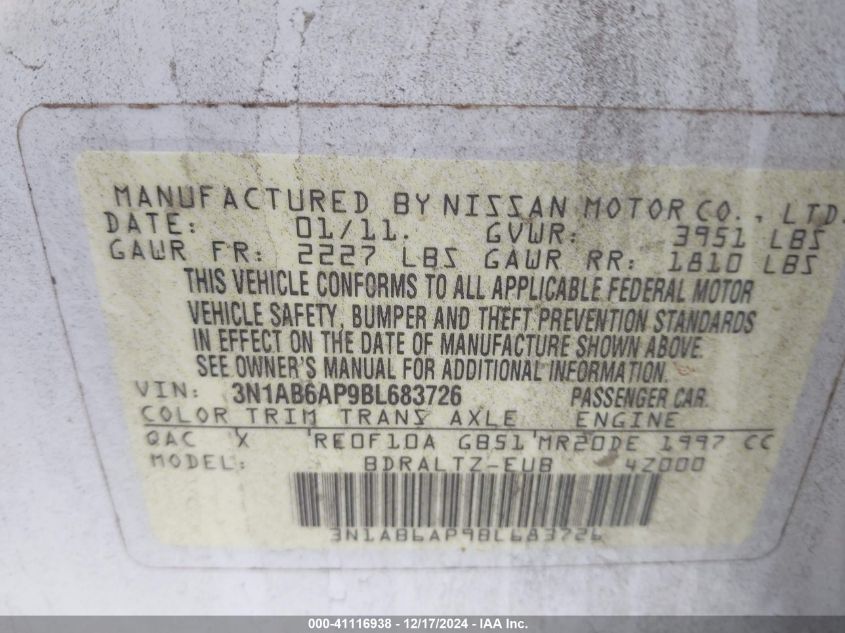 MANUFACTURED BY NISSAN MOTOR CO., LTD.
DATE: 01/11. GVWR: 3951 LBS
GAWR FR: 2227 LBS GAWR RR: 1810 LBS
THIS VEHICLE CONFORMS TO ALL APPLICABLE FEDERAL MOTOR
VEHICLE SAFETY, BUMPER AND THEFT PREVENTION STANDARDS
IN EFFECT ON THE DATE OF MANUFACTURE SHOWN ABOVE.
SEE OWNER'S MANUAL FOR ADDITIONAL INFORMATION.
VIN: 3N1AB6AP9BL683726 PASSENGER CAR.
COLOR TRIM TRANS AXLE ENGINE
QAC X RE0F10A GB51 MR20DE 1997 CC
MODEL: BDRALTZ-EUB 4Z000
3N1AB6AP9BL683726
000-41116938 - 12/17/2024 - IAA Inc.